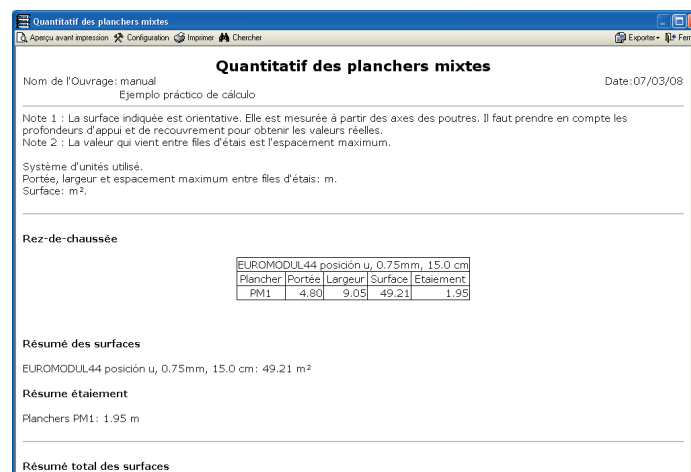 Quantitatif des planchers mixtes
Aperçu avant impression Configuration Imprimer Chercher Exporter Fer
Quantitatif des planchers mixtes
Nom de l'Ouvrage: manual Date:07/03/08
Ejemplo práctico de cálculo
Note 1 : La surface indiquée est orientative. Elle est mesurée à partir des axes des poutres. Il faut prendre en compte les
profondeurs d'appui et de recouvrement pour obtenir les valeurs réelles.
Note 2 : La valeur qui vient entre files d'étais est l'espacement maximum.
Système d'unités utilisé.
Portée, largeur et espacement maximum entre files d'étais: m.
Surface: m².
Rez-de-chaussée
EUROMODUL44 posición u, 0.75mm, 15.0 cm
Plancher Portée Largeur Surface Etaiement
PM1 4.80 9.05 49.21 1.95
Résumé des surfaces
EUROMODUL44 posición u, 0.75mm, 15.0 cm: 49.21 m²
Résume étaiement
Planchers PM1: 1.95 m
Résumé total des surfaces